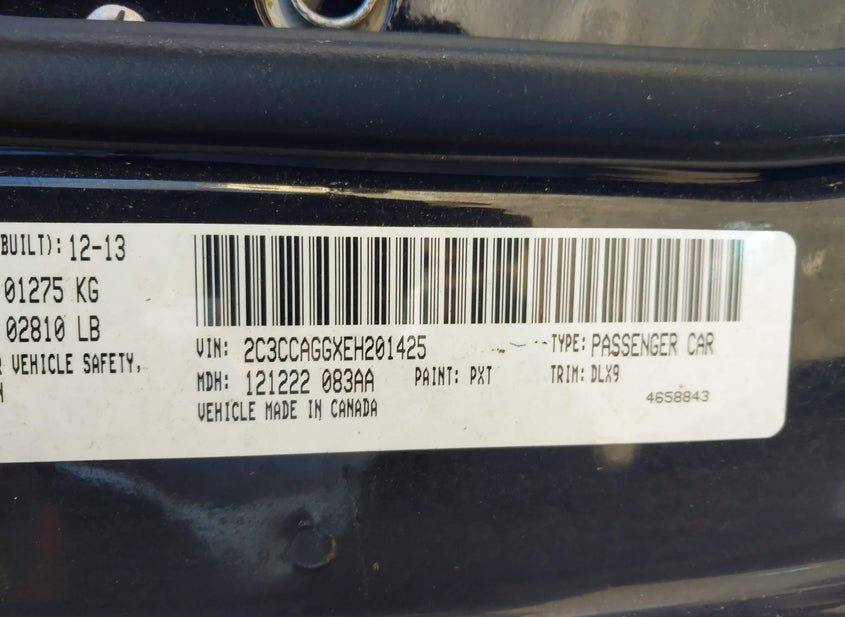 BUILT): 12-13
01275 KG
02810 LB
VEHICLE SAFETY,
VIN: 2C3CCAGGXEH201425 TYPE: PASSENGER CAR
MDH: 121222 083AA PAINT: PXT TRIM: DLX9
VEHICLE MADE IN CANADA 4658843